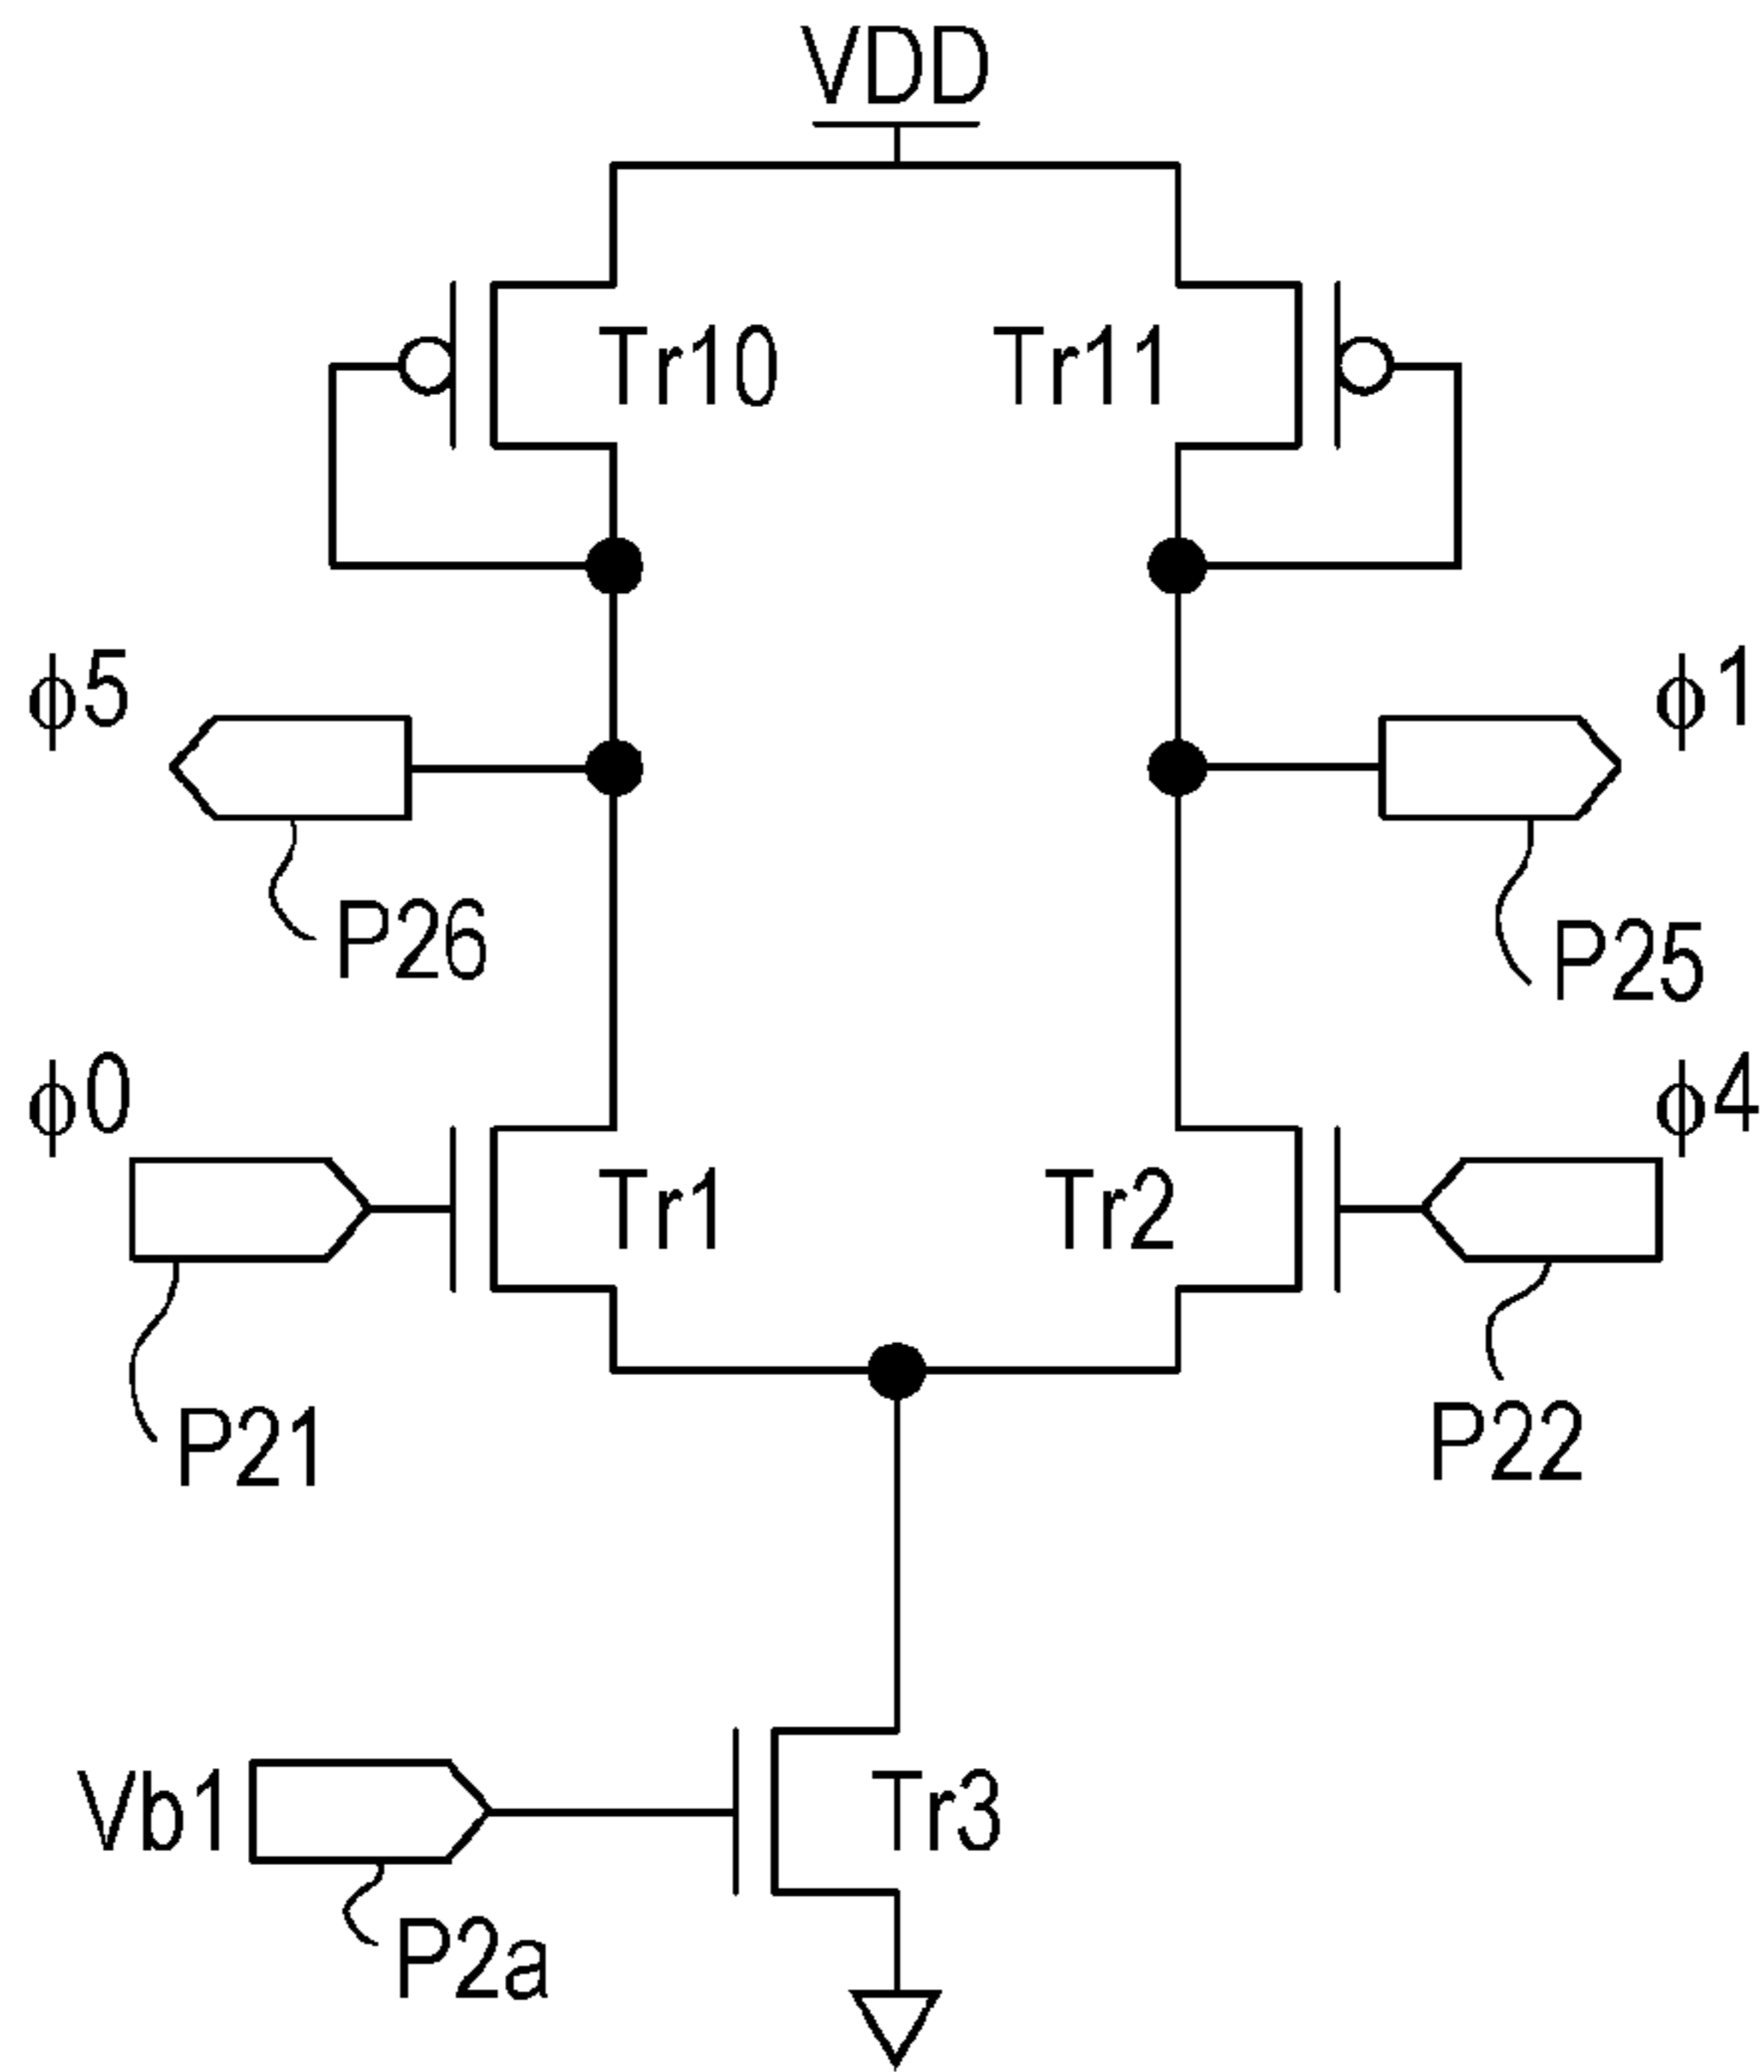 VDD
Tr10 Tr11
ϕ5 ϕ1
P26 P25
ϕ0 ϕ4
Tr1 Tr2
P21 P22
Vb1 Tr3
P2a